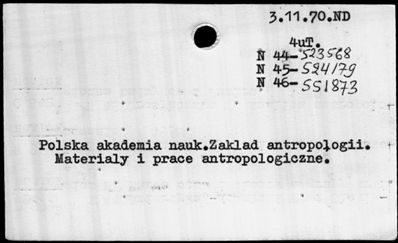 3.11.70.ND
4uT.
N 44-523568
N 45-524179
N 46-551873
Polska akademia nauk.Zaklad antropologii.
Materialy i prace antropologiczne.